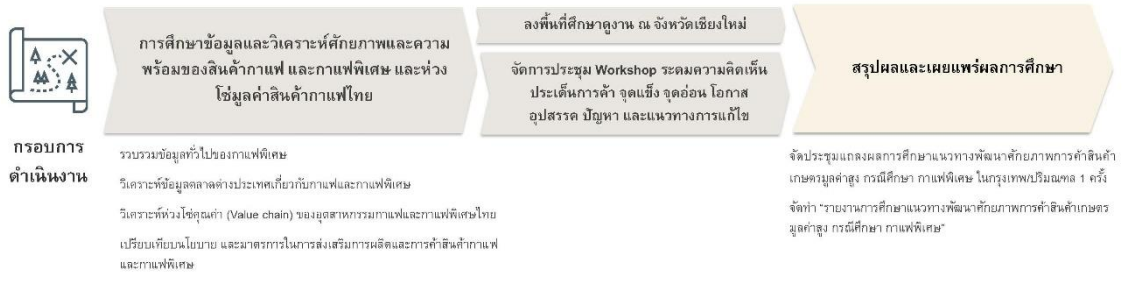 กรอบการ
ดำเนินงาน
การศึกษาข้อมูลและวิเคราะห์ศักยภาพและความ
พร้อมของสินค้ากาแฟ และกาแฟพิเศษ และห่วง
โซ่มูลค่าสินค้ากาแฟไทย
รวบรวมข้อมูลทั่วไปของกาแฟพิเศษ
วิเคราะห์ข้อมูลตลาดต่างประเทศเกี่ยวกับกาแฟและกาแฟพิเศษ
วิเคราะห์ห่วงโซ่คุณค่า (Value chain) ของอุตสาหกรรมกาแฟและกาแฟพิเศษไทย
เปรียบเทียบนโยบาย และมาตรการในการส่งเสริมการผลิตและการค้าสินค้ากาแฟ
และกาแฟพิเศษ
ลงพื้นที่ศึกษาดูงาน ณ จังหวัดเชียงใหม่
จัดการประชุม Workshop ระดมความคิดเห็น
ประเด็นการค้า จุดแข็ง จุดอ่อน โอกาส
อุปสรรค ปัญหา และแนวทางการแก้ไข
สรุปผลและเผยแพร่ผลการศึกษา
จัดประชุมแถลงผลการศึกษาแนวทางพัฒนาศักยภาพการค้าสินค้า
เกษตรมูลค่าสูง กรณีศึกษา กาแฟพิเศษ ในกรุงเทพ/ปริมณฑล 1 ครั้ง
จัดทำ "รายงานการศึกษาแนวทางพัฒนาศักยภาพการค้าสินค้าเกษตร
มูลค่าสูง กรณีศึกษา กาแฟพิเศษ"